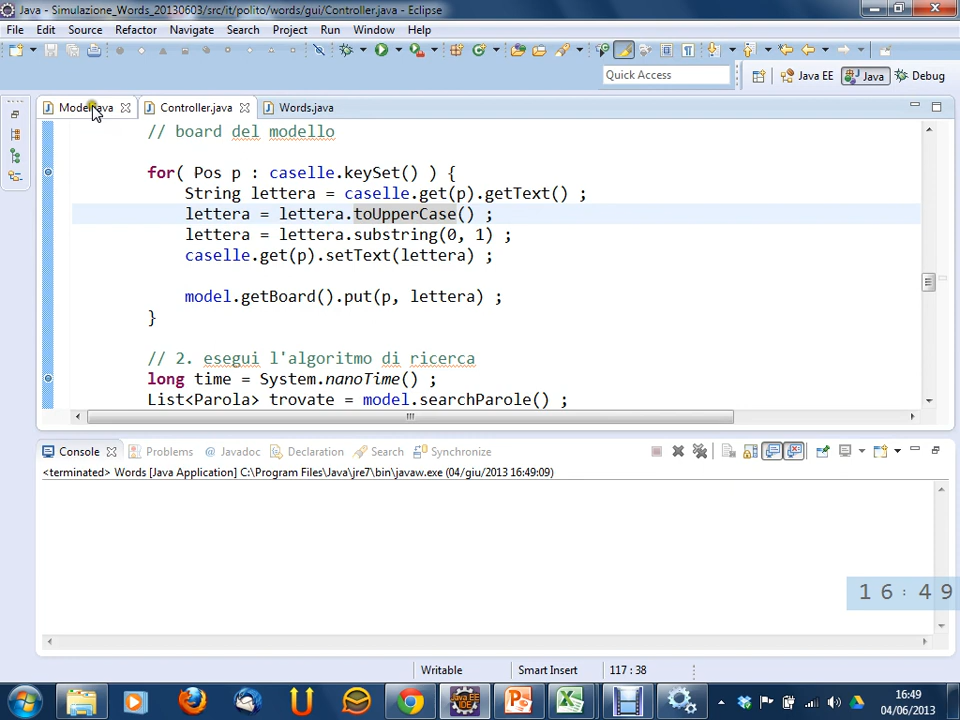 Java - Simulazione_Words_20130603/src/it/polito/words/gui/Controller.java - Eclipse
File Edit Source Refactor Navigate Search Project Run Window Help
Quick Access
Java EE Java Debug
Model.java Controller.java Words.java
// board del modello
for( Pos p : caselle.keySet() ) {
String lettera = caselle.get(p).getText() ;
lettera = lettera.toUpperCase() ;
lettera = lettera.substring(0, 1) ;
caselle.get(p).setText(lettera) ;
model.getBoard().put(p, lettera) ;
}
// 2. esegui l'algoritmo di ricerca
long time = System.nanoTime() ;
List<Parola> trovate = model.searchParole() ;
Console Problems @ Javadoc Declaration Search Synchronize
<terminated> Words [Java Application] C:\Program Files\Java\jre7\bin\javaw.exe (04/giu/2013 16:49:09)
16:49
Writable Smart Insert 117 : 38
Java EE IDE
16:49
04/06/2013